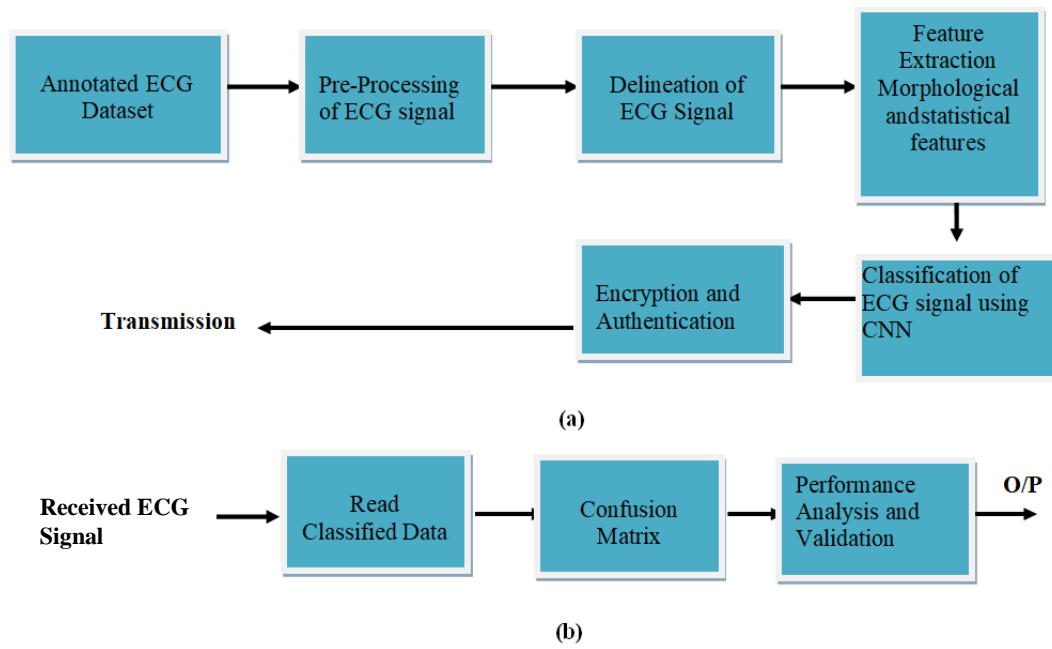 Annotated ECG
Dataset
Pre-Processing
of ECG signal
Delineation of
ECG Signal
Feature
Extraction
Morphological
andstatistical
features
Classification of
ECG signal using
CNN
Encryption and
Authentication
Transmission
(a)
Received ECG
Signal
Read
Classified Data
Confusion
Matrix
Performance
Analysis and
Validation
O/P
(b)